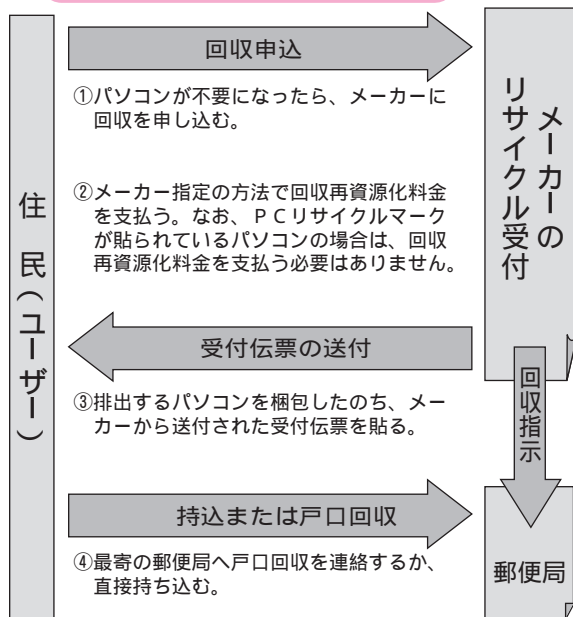 回収申込
①パソコンが不要になったら、メーカーに
回収を申し込む。
②メーカー指定の方法で回収再資源化料金
を支払う。なお、ＰＣリサイクルマーク
が貼られているパソコンの場合は、回収
再資源化料金を支払う必要はありません。
受付伝票の送付
③排出するパソコンを梱包したのち、メー
カーから送付された受付伝票を貼る。
持込または戸口回収
④最寄の郵便局へ戸口回収を連絡するか、
直接持ち込む。
住民（ユーザー）
メーカーの
リサイクル受付
回収指示
郵便局